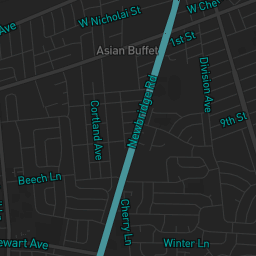 W Nicholai St
W Che
Ave
1st St
Asian Buffet
Division Ave
Newbridge Rd
Cortland Ave
9th St
Beech Ln
Cherry Ln
ewart Ave
Winter Ln